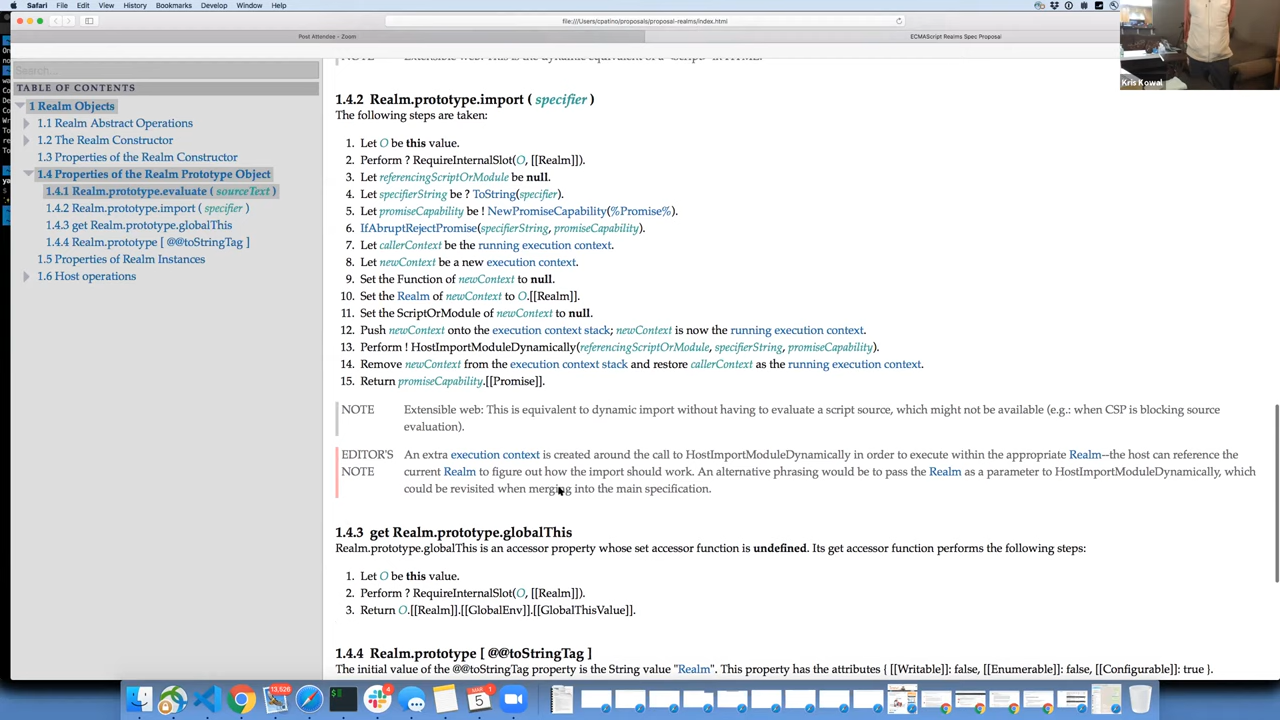 Safari File Edit View History Bookmarks Develop Window Help
file:///Users/cpatino/proposals/proposal-realms/index.html
Post Attendee - Zoom
ECMAScript Realms Spec Proposal
Kris Kowal
Search...
TABLE OF CONTENTS
1 Realm Objects
1.1 Realm Abstract Operations
1.2 The Realm Constructor
1.3 Properties of the Realm Constructor
1.4 Properties of the Realm Prototype Object
1.4.1 Realm.prototype.evaluate ( sourceText )
1.4.2 Realm.prototype.import ( specifier )
1.4.3 get Realm.prototype.globalThis
1.4.4 Realm.prototype [ @@toStringTag ]
1.5 Properties of Realm Instances
1.6 Host operations
NOTE Extensible web: This is the dynamic equivalent of a
1.4.2 Realm.prototype.import ( specifier )
The following steps are taken:
1. Let O be this value.
2. Perform ? RequireInternalSlot(O, [[Realm]]).
3. Let referencingScriptOrModule be null.
4. Let specifierString be ? ToString(specifier).
5. Let promiseCapability be ! NewPromiseCapability(%Promise%).
6. IfAbruptRejectPromise(specifierString, promiseCapability).
7. Let callerContext be the running execution context.
8. Let newContext be a new execution context.
9. Set the Function of newContext to null.
10. Set the Realm of newContext to O.[[Realm]].
11. Set the ScriptOrModule of newContext to null.
12. Push newContext onto the execution context stack; newContext is now the running execution context.
13. Perform ! HostImportModuleDynamically(referencingScriptOrModule, specifierString, promiseCapability).
14. Remove newContext from the execution context stack and restore callerContext as the running execution context.
15. Return promiseCapability.[[Promise]].
NOTE Extensible web: This is equivalent to dynamic import without having to evaluate a script source, which might not be available (e.g.: when CSP is blocking source
evaluation).
EDITOR'S An extra execution context is created around the call to HostImportModuleDynamically in order to execute within the appropriate Realm--the host can reference the
NOTE current Realm to figure out how the import should work. An alternative phrasing would be to pass the Realm as a parameter to HostImportModuleDynamically, which
could be revisited when merging into the main specification.
1.4.3 get Realm.prototype.globalThis
Realm.prototype.globalThis is an accessor property whose set accessor function is undefined. Its get accessor function performs the following steps:
1. Let O be this value.
2. Perform ? RequireInternalSlot(O, [[Realm]]).
3. Return O.[[Realm]].[[GlobalEnv]].[[GlobalThisValue]].
1.4.4 Realm.prototype [ @@toStringTag ]
The initial value of the @@toStringTag property is the String value "Realm". This property has the attributes { [[Writable]]: false, [[Enumerable]]: false, [[Configurable]]: true }.
13,626
4
MAR
5
1